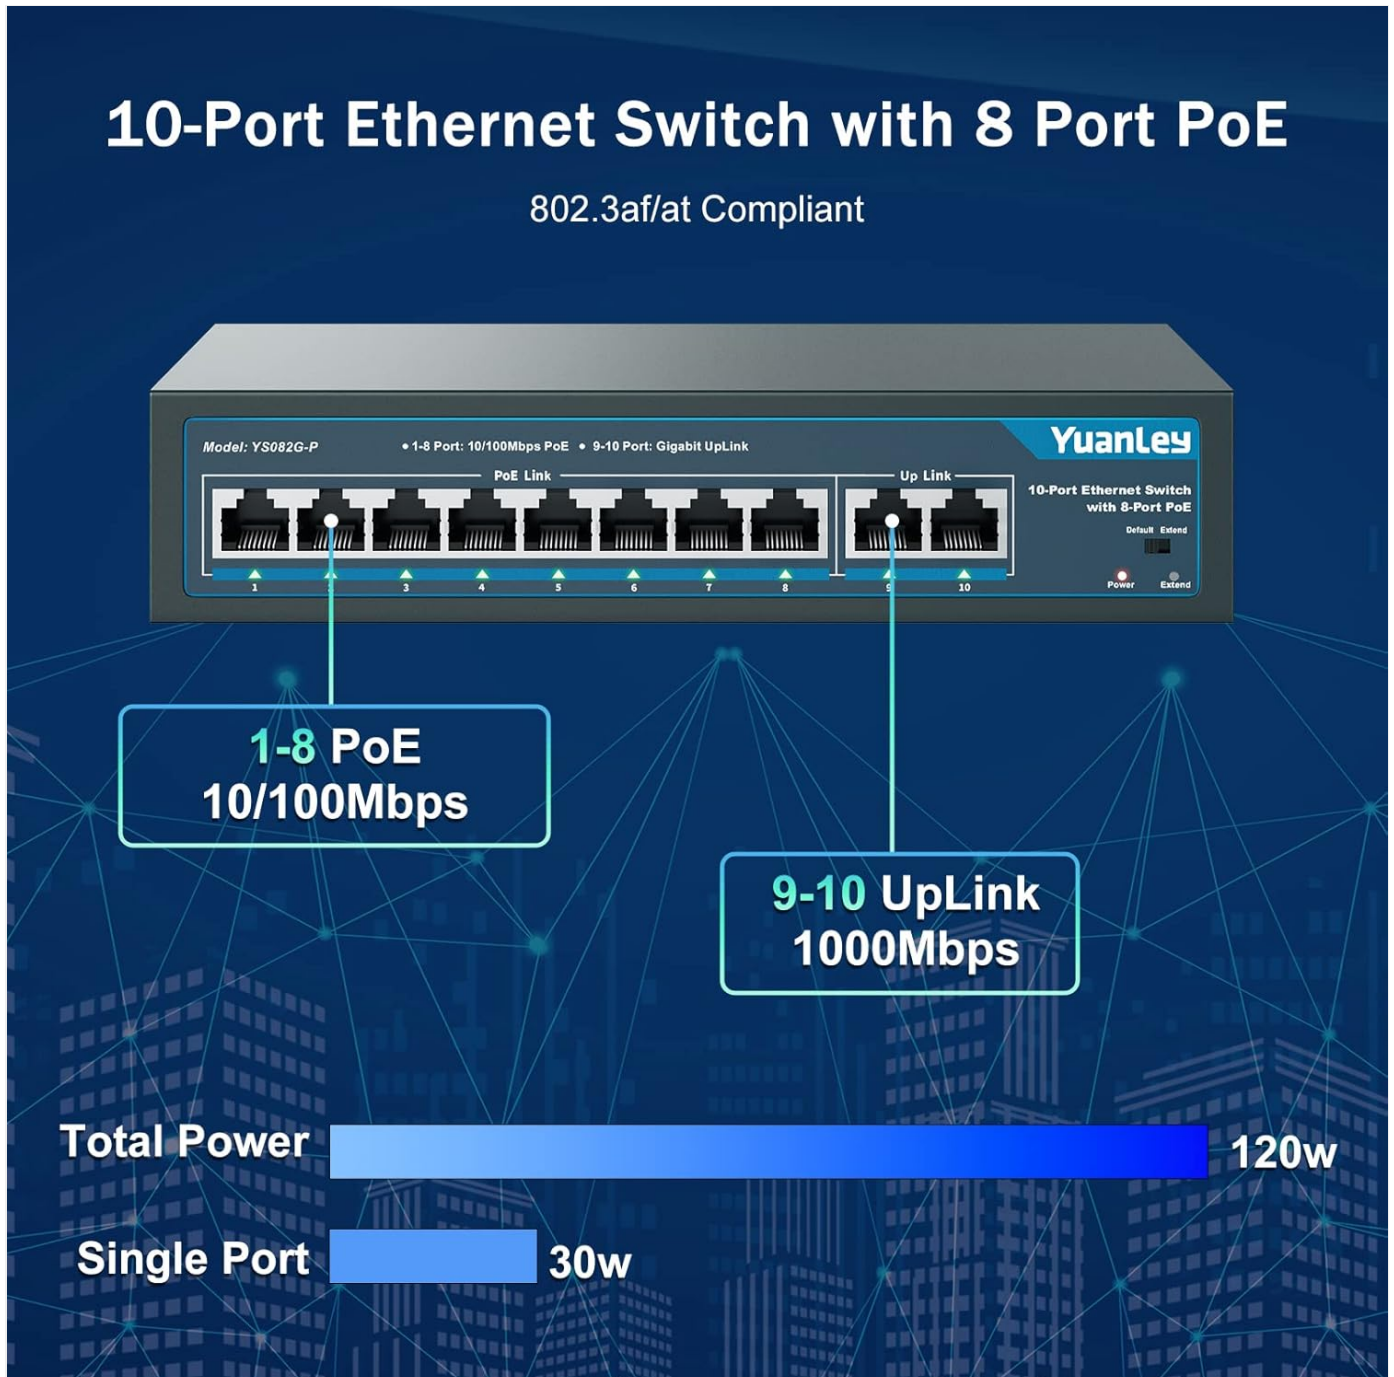 10-Port Ethernet Switch with 8 Port PoE
802.3af/at Compliant
Model: YS082G-P
• 1-8 Port: 10/100Mbps PoE • 9-10 Port: Gigabit UpLink
YuanLey
PoE Link
Up Link
10-Port Ethernet Switch
with 8-Port PoE
Default Extend
Power Extend
1 2 3 4 5 6 7 8 9 10
1-8 PoE
10/100Mbps
9-10 UpLink
1000Mbps
Total Power 120w
Single Port 30w